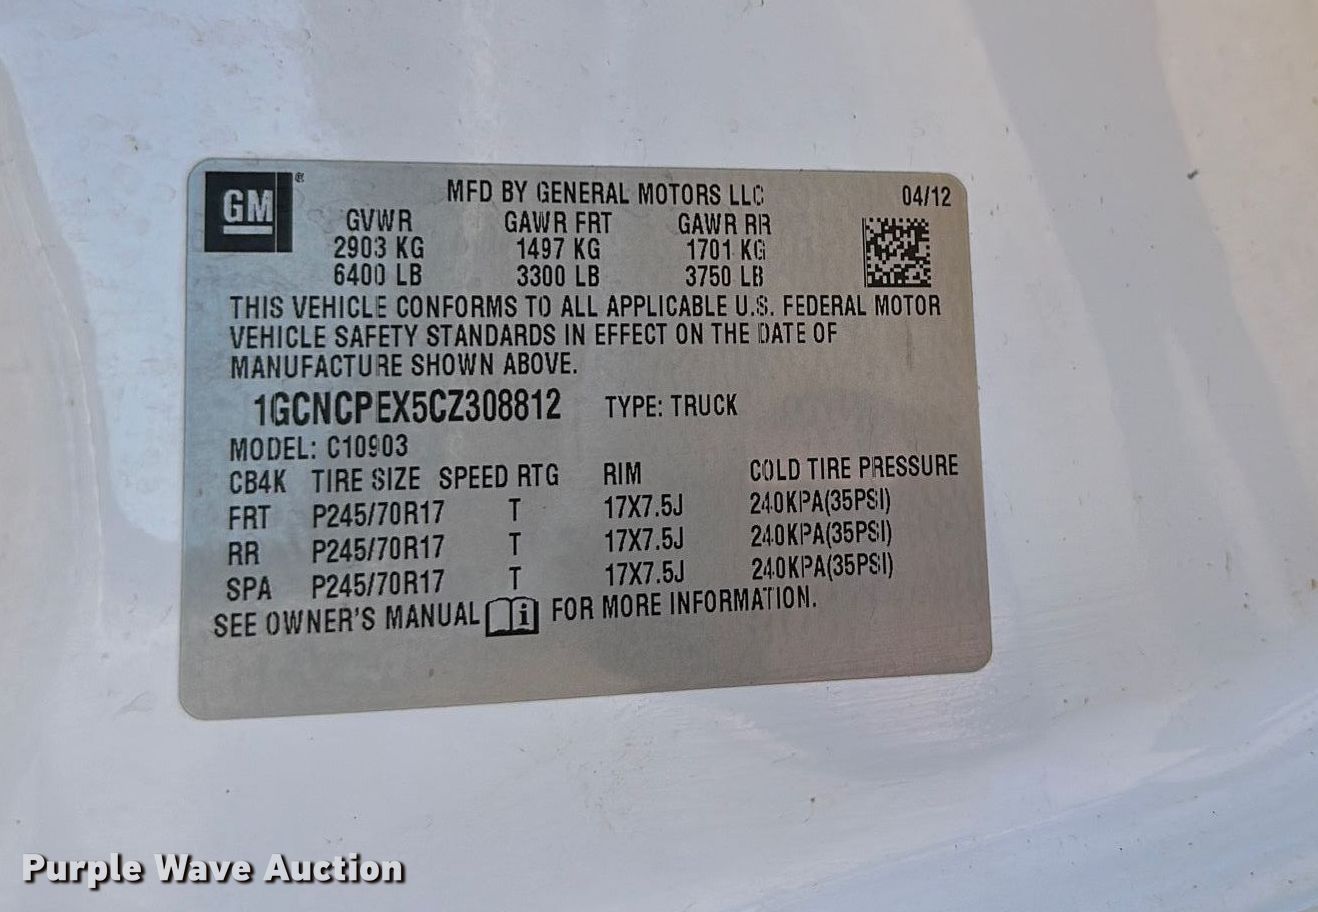 GM ®
MFD BY GENERAL MOTORS LLC 04/12
GVWR GAWR FRT GAWR RR
2903 KG 1497 KG 1701 KG
6400 LB 3300 LB 3750 LB
THIS VEHICLE CONFORMS TO ALL APPLICABLE U.S. FEDERAL MOTOR
VEHICLE SAFETY STANDARDS IN EFFECT ON THE DATE OF
MANUFACTURE SHOWN ABOVE.
1GCNCPEX5CZ308812 TYPE: TRUCK
MODEL: C10903
CB4K TIRE SIZE SPEED RTG RIM COLD TIRE PRESSURE
FRT P245/70R17 T 17X7.5J 240KPA(35PSI)
RR P245/70R17 T 17X7.5J 240KPA(35PSI)
SPA P245/70R17 T 17X7.5J 240KPA(35PSI)
SEE OWNER'S MANUAL i FOR MORE INFORMATION.
Purple Wave Auction